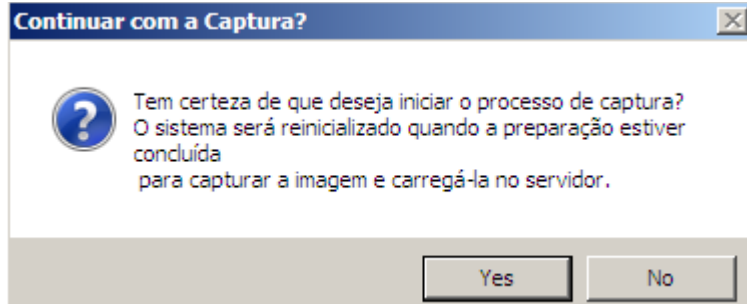 Continuar com a Captura?
Tem certeza de que deseja iniciar o processo de captura?
O sistema será reinicializado quando a preparação estiver
concluída
para capturar a imagem e carregá-la no servidor.
Yes
No